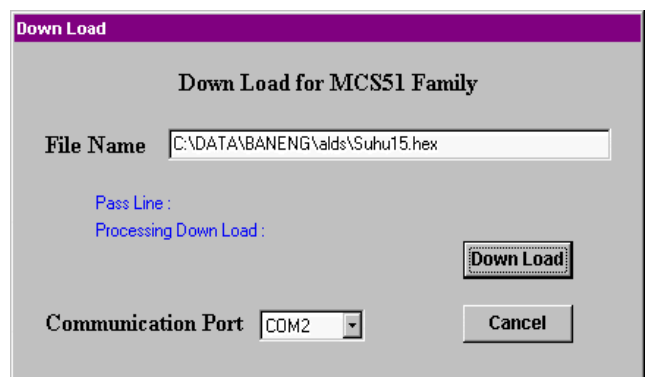 Down Load
Down Load for MCS51 Family
File Name C:\DATA\BANENG\alds\Suhu15.hex
Pass Line :
Processing Down Load :
Down Load
Communication Port COM2 Cancel